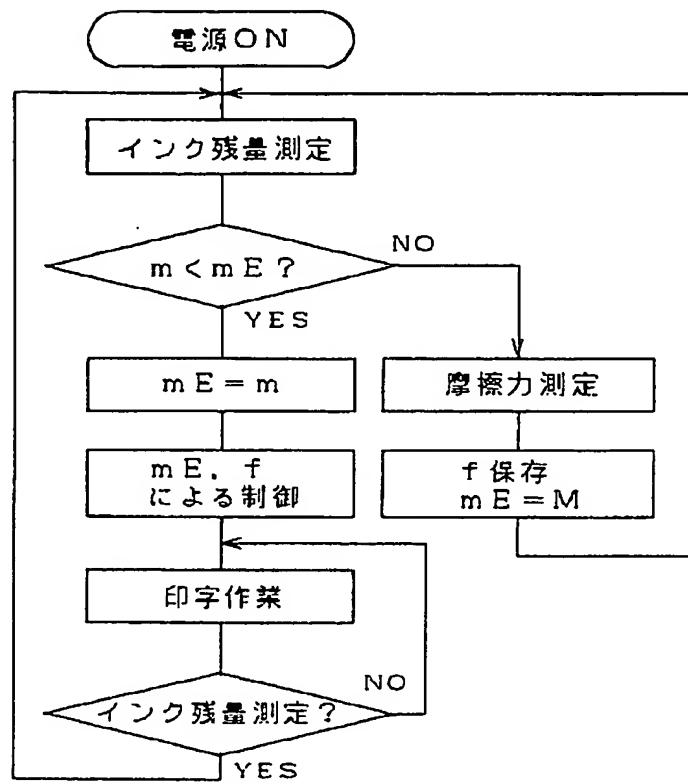 電源ON
インク残量測定
m<mE?
NO
YES
mE=m
摩擦力測定
mE,f
による制御
f保存
mE=M
印字作業
NO
インク残量測定?
YES